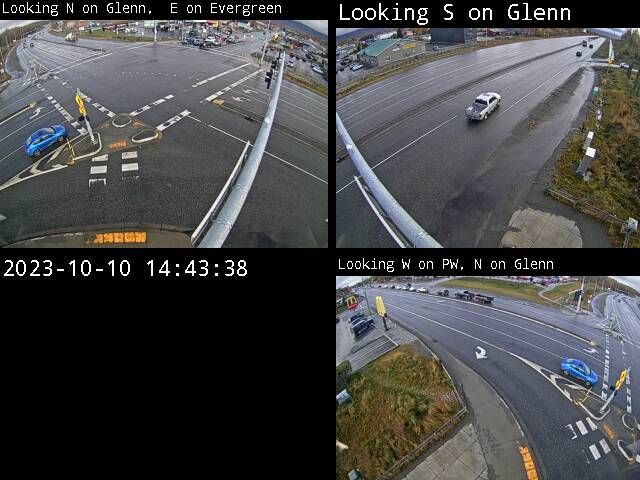 Looking N on Glenn,  E on Evergreen
Looking S on Glenn
2023-10-10 14:43:38
Looking W on PW, N on Glenn